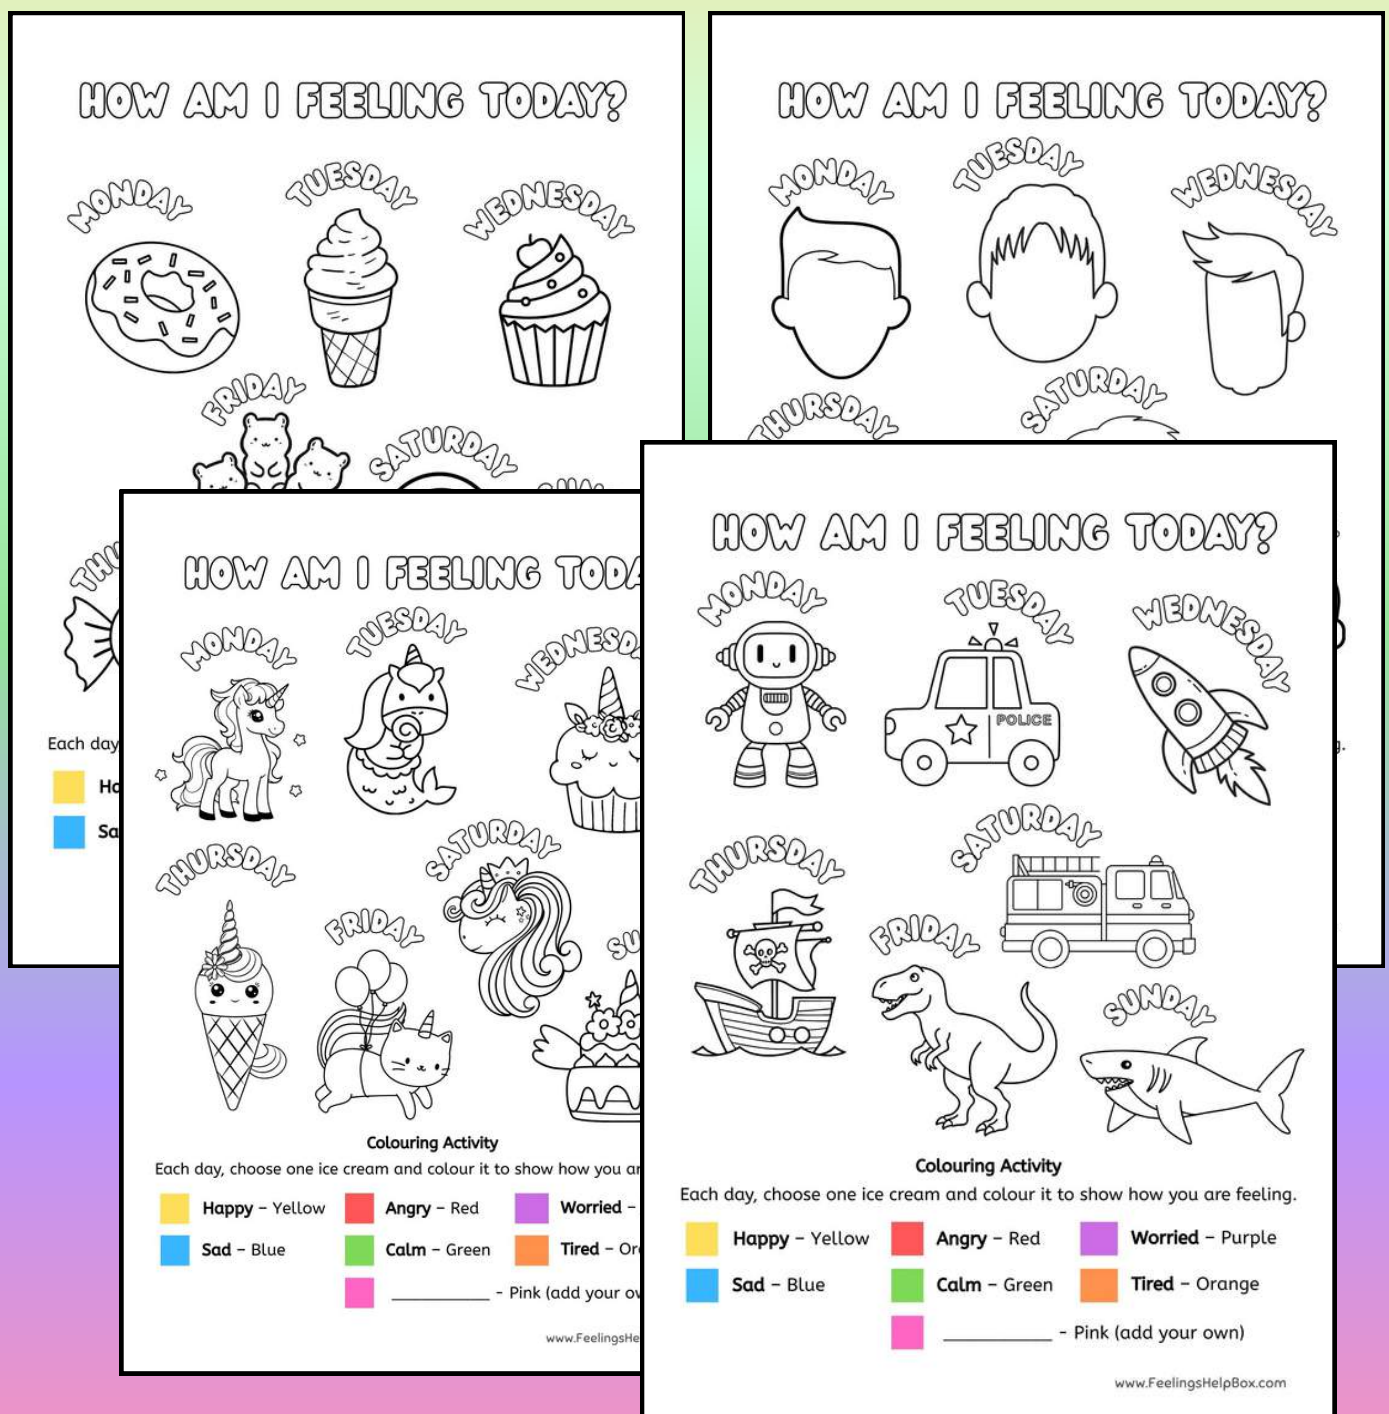 HOW AM I FEELING TODAY?
MONDAY
TUESDAY
WEDNESDAY
FRIDAY
SATURDAY
Each day
HOW AM I FEELING TODAY?
MONDAY
TUESDAY
WEDNESDAY
THURSDAY
SATURDAY
HOW AM I FEELING
MONDAY
TUESDAY
THURSDAY
FRIDAY
SATURDAY
Colouring Activity
Each day, choose one ice cream and colour it to show how you
Happy – Yellow
Angry – Red
Worried –
Sad – Blue
Calm – Green
Tired –
__________ - Pink (add your
HOW AM I FEELING TODAY?
MONDAY
TUESDAY
WEDNESDAY
POLICE
THURSDAY
FRIDAY
SATURDAY
SUNDAY
Colouring Activity
Each day, choose one ice cream and colour it to show how you are feeling.
Happy – Yellow
Angry – Red
Worried – Purple
Sad – Blue
Calm – Green
Tired – Orange
__________ - Pink (add your own)
www.FeelingsHelpBox.com